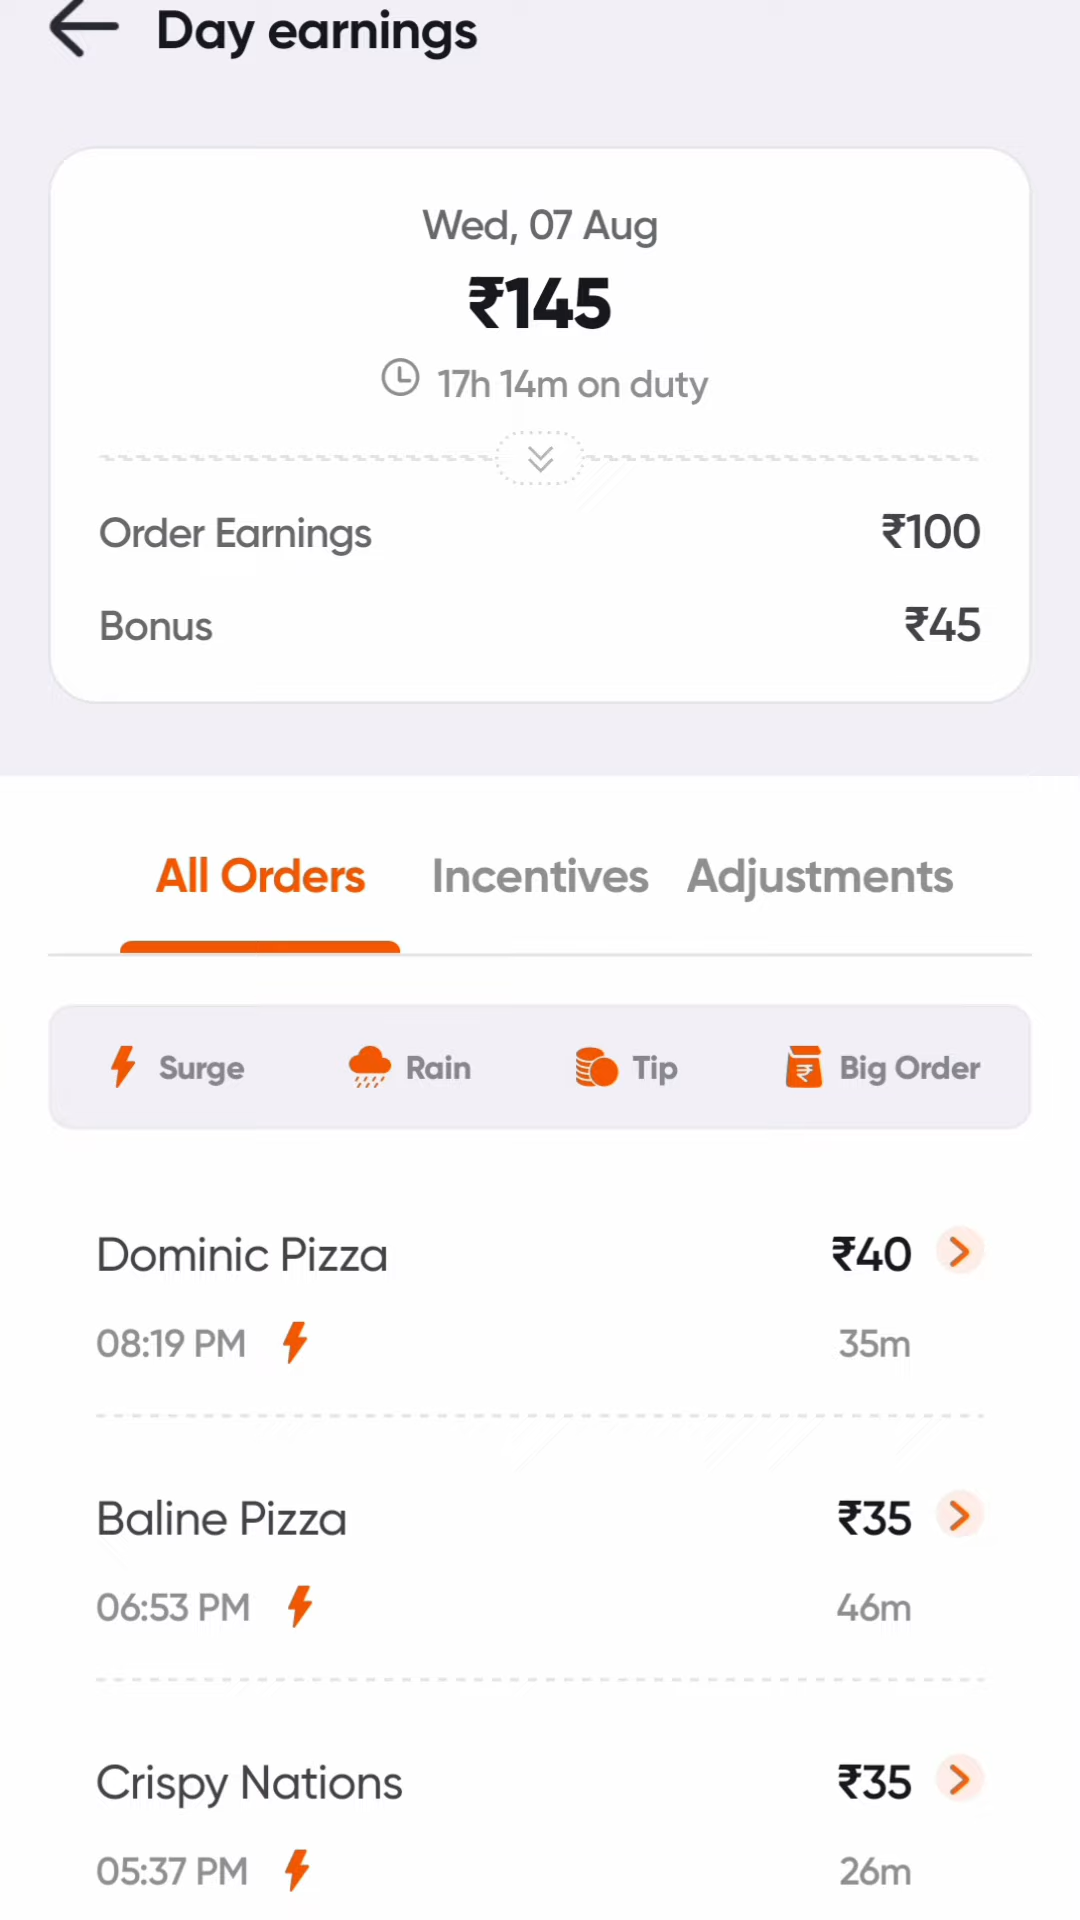 Day earnings
Wed, 07 Aug
₹145
17h 14m on duty
Order Earnings ₹100
Bonus ₹45
All Orders Incentives Adjustments
Surge Rain Tip Big Order
Dominic Pizza ₹40
08:19 PM 35m
Baline Pizza ₹35
06:53 PM 46m
Crispy Nations ₹35
05:37 PM 26m